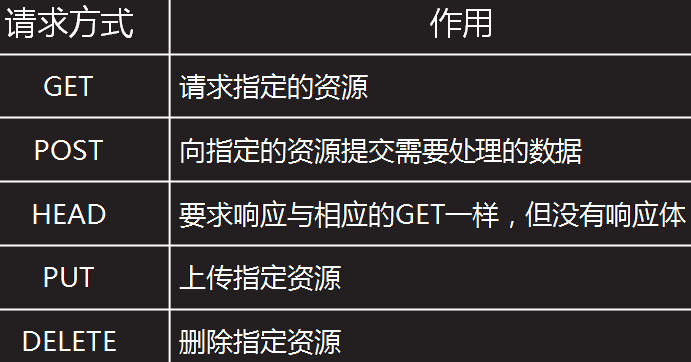 请求方式 作用
GET 请求指定的资源
POST 向指定的资源提交需要处理的数据
HEAD 要求响应与相应的GET一样，但没有响应体
PUT 上传指定资源
DELETE 删除指定资源